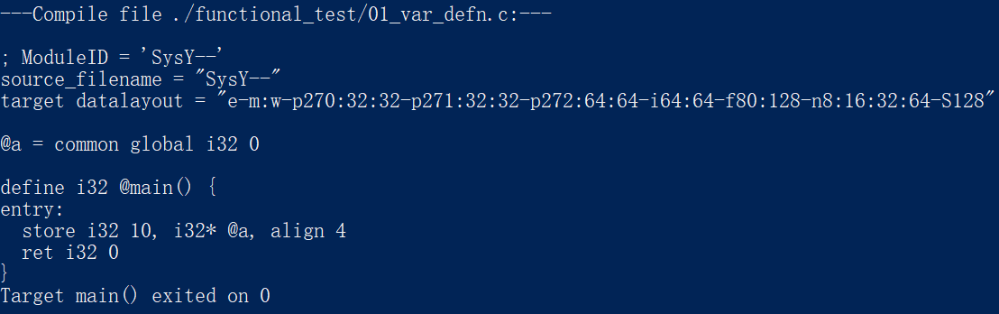 ---Compile file ./functional_test/01_var_defn.c:---
; ModuleID = 'SysY--'
source_filename = "SysY--"
target datalayout = "e-m:w-p270:32:32-p271:32:32-p272:64:64-i64:64-f80:128-n8:16:32:64-S128"
@a = common global i32 0
define i32 @main() {
entry:
  store i32 10, i32* @a, align 4
  ret i32 0
}
Target main() exited on 0